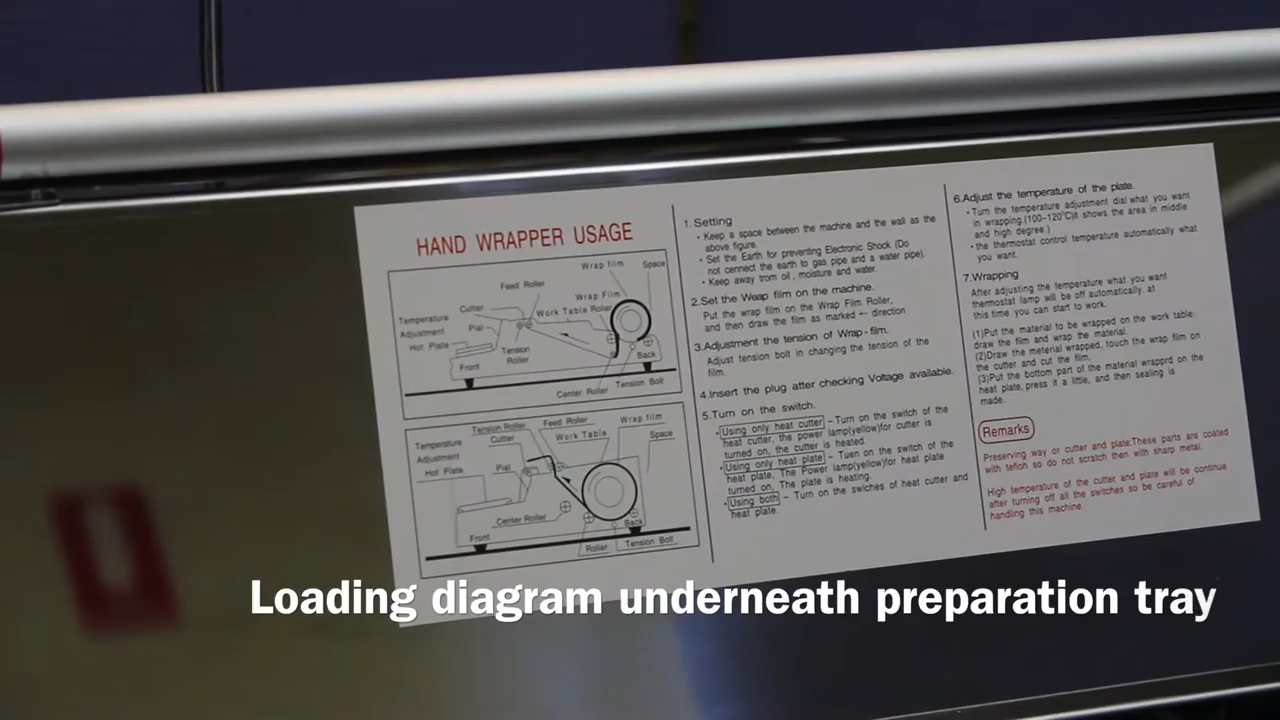 HAND WRAPPER USAGE
Wrap film
Space
Feed Roller
Wrap Film
Cutter
Work Table
Roller
Temperature
Adjustment
Plal
Hot Plate
Tension
Roller
Front
Back
Center Roller
Tension Bolt
Tension Roller
Feed Roller
Wrap film
Cutter
Work Table
Temperature
Space
Adjustment
Hot Plate
Plal
Center Roller
Front
Back
Roller
Tension Bolt
1. Setting
• Keep a space between the machine and the wall as the
above figure.
• Set the Earth for preventing Electronic Shock (Do
not cennect the earth to gas pipe and a water pipe).
• Keep away trom oil, moisture and water.
2.Set the Weap film on the machine.
Put the wrap film on the Wrap Film Roller,
and then draw the film as marked ← direction
3.Adjustment the tension of Wrap-film.
Adjust tension bolt in changing the tension of the
film.
4.Insert the plug atter checking Voltage available.
5.Turn on the switch.
• Using only heat cutter – Turn on the switch of the
heat cutter, the power lamp(yellow)for cutter is
turned on, the cutter is heated.
• Using only heat plate – Tuen on the switch of the
heat plate, The Power lamp(yellow)for heat plate
turned on, The plate is heating.
• Using both – Turn on the swiches of heat cutter and
heat plate.
6.Adjust the temperature of the plate.
• Turn the temperature adjustment dial what you want
in wrapping.(100–120°C)it shows the area in middle
and high degree.)
• the thermostat control temperature automatically what
you want.
7.Wrapping
After adjusting the temperature what you want
thermostat lamp will be off automatically, at
this time you can start to work.
(1)Put the material to be wrapped on the work table.
draw the film and wrap the material.
(2)Draw the meterial wrapped, touch the wrap film on
the cutter and cut the film.
(3)Put the bottom part of the material wrapprd on the
heat plate, press it a little, and then sealing is
made.
Remarks
Preserving way or cutter and plate:These parts are coated
with tefloh so do not scratch then with sharp metal.
High temperature of the cutter and plate will be continue
after turning off all the switches so be careful of
handling this machine.
Loading diagram underneath preparation tray